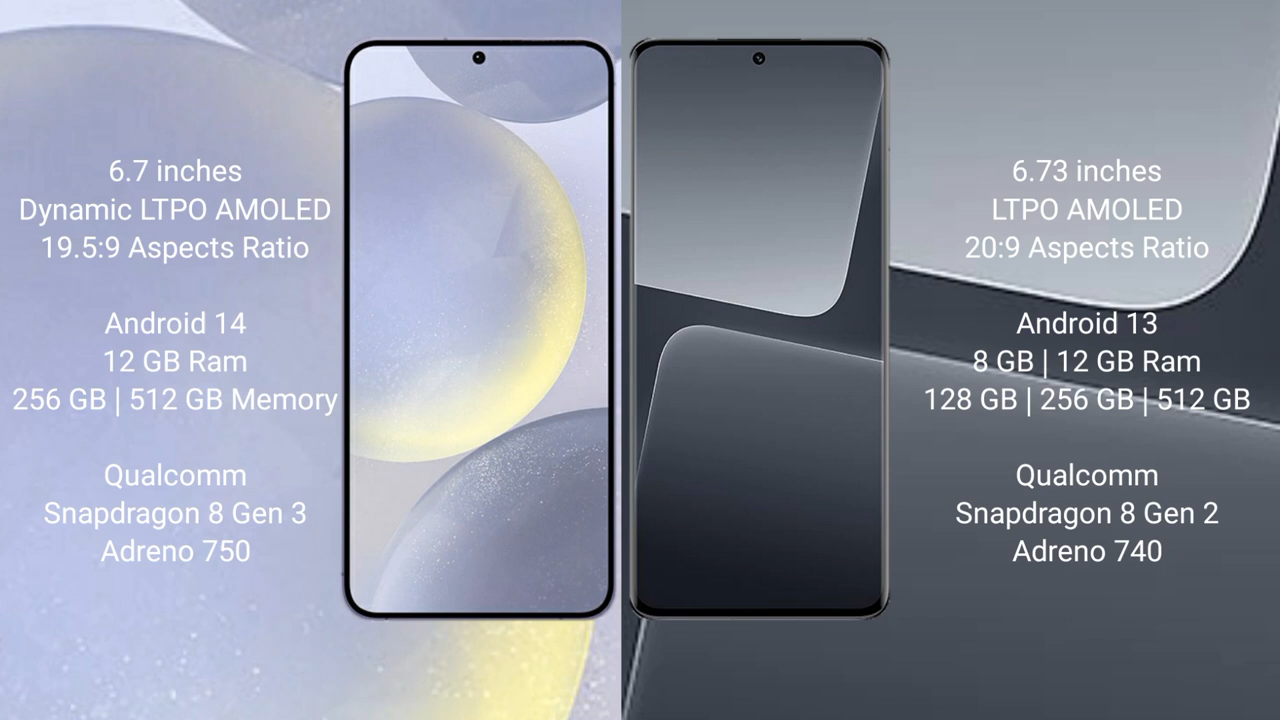 6.7 inches
Dynamic LTPO AMOLED
19.5:9 Aspects Ratio
Android 14
12 GB Ram
256 GB | 512 GB Memory
Qualcomm
Snapdragon 8 Gen 3
Adreno 750
6.73 inches
LTPO AMOLED
20:9 Aspects Ratio
Android 13
8 GB | 12 GB Ram
128 GB | 256 GB | 512 GB
Qualcomm
Snapdragon 8 Gen 2
Adreno 740